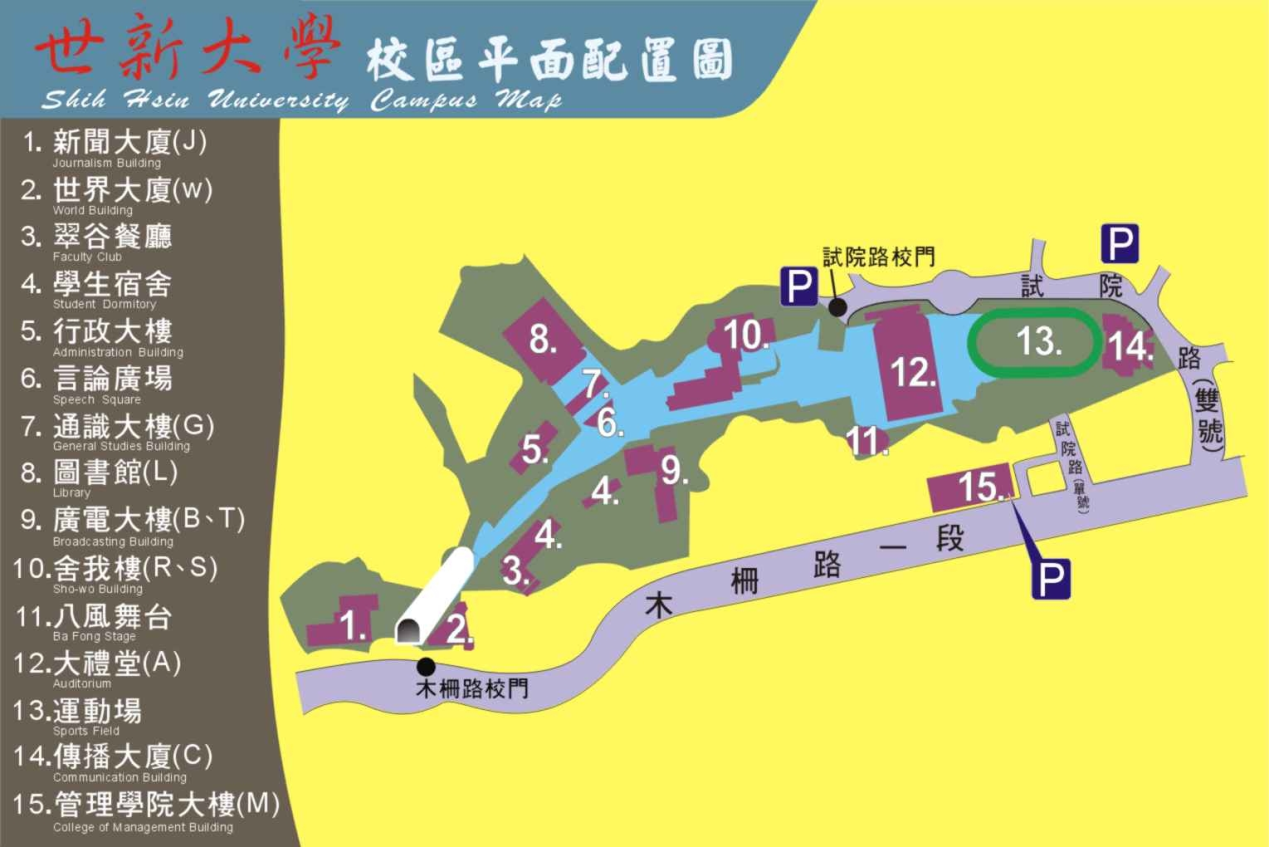 世新大學 校區平面配置圖
Shih Hsin University Campus Map
1. 新聞大廈(J)
Journalism Building
2. 世界大廈(w)
World Building
3. 翠谷餐廳
Faculty Club
4. 學生宿舍
Student Dormitory
5. 行政大樓
Administration Building
6. 言論廣場
Speech Square
7. 通識大樓(G)
General Studies Building
8. 圖書館(L)
Library
9. 廣電大樓(B、T)
Broadcasting Building
10.舍我樓(R、S)
Sho-wo Building
11.八風舞台
Ba Fong Stage
12.大禮堂(A)
Auditorium
13.運動場
Sports Field
14.傳播大廈(C)
Communication Building
15.管理學院大樓(M)
College of Management Building
P
試院路校門
P
試院路(雙號)
8.
10.
13.
14.
12.
7.
6.
11.
5.
9.
試院路(單號)
4.
15.
4.
木柵路一段
3.
P
1.
2.
木柵路校門